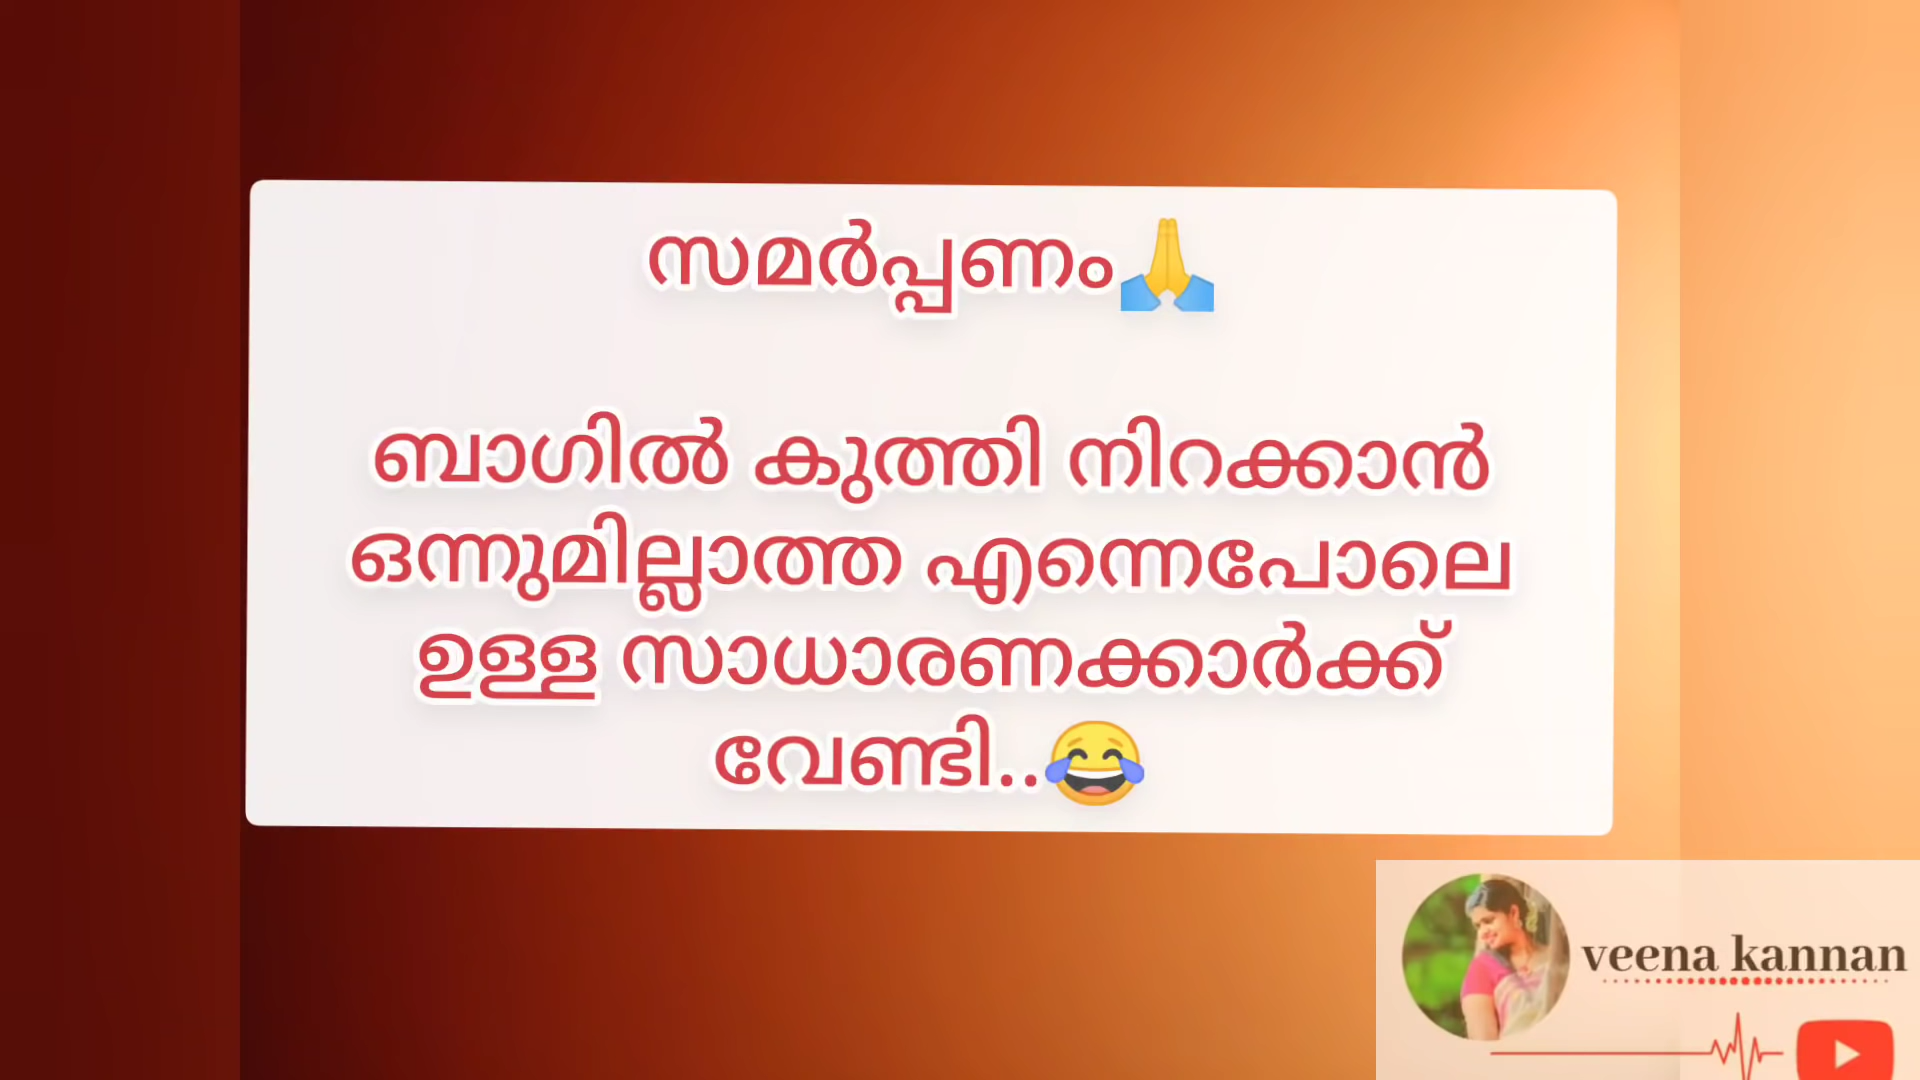 സമർപ്പണം🙏
ബാഗിൽ കുത്തി നിറക്കാൻ
ഒന്നുമില്ലാത്ത എന്നെപോലെ
ഉള്ള സാധാരണക്കാർക്ക്
വേണ്ടി..😂
veena kannan